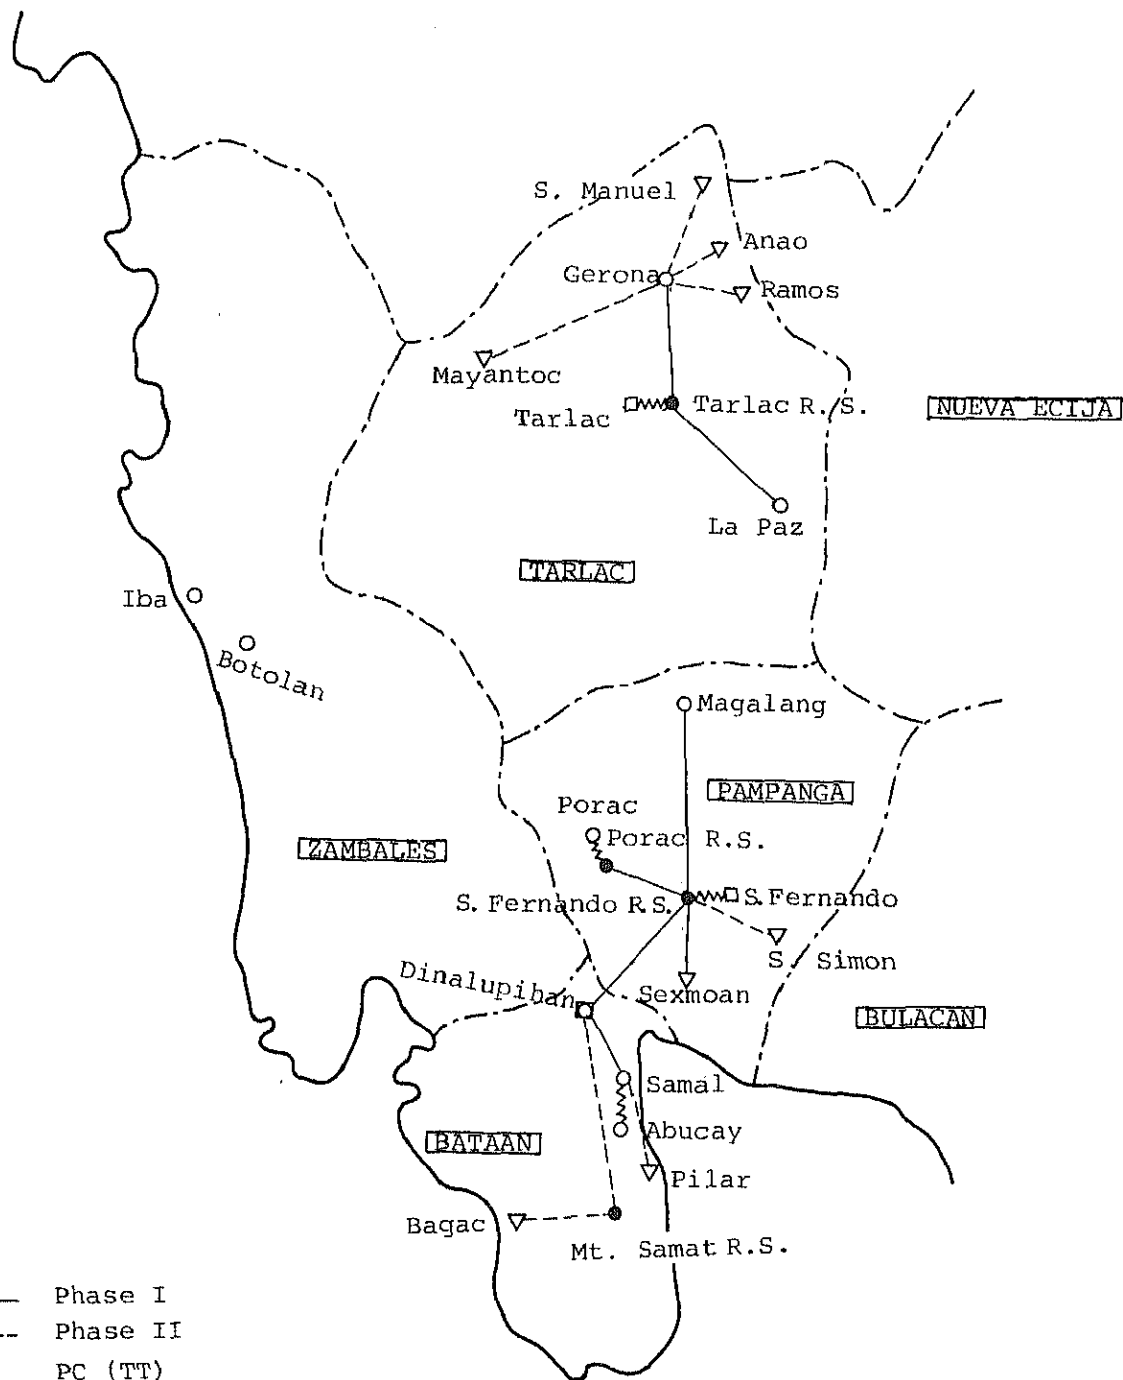 S. Manuel
Anao
Gerona
Ramos
Mayantoc
Tarlac
Tarlac R.S.
NUEVA ECIJA
La Paz
TARLAC
Iba
Botolan
Magalang
PAMPANGA
Porac
Porac R.S.
ZAMBALES
S. Fernando R.S.
S. Fernando
S. Simon
Dinalupihan
Sexmoan
BULACAN
Samal
Abucay
BATAAN
Pilar
Bagac
Mt. Samat R.S.
Phase I
Phase II
PC (TT)